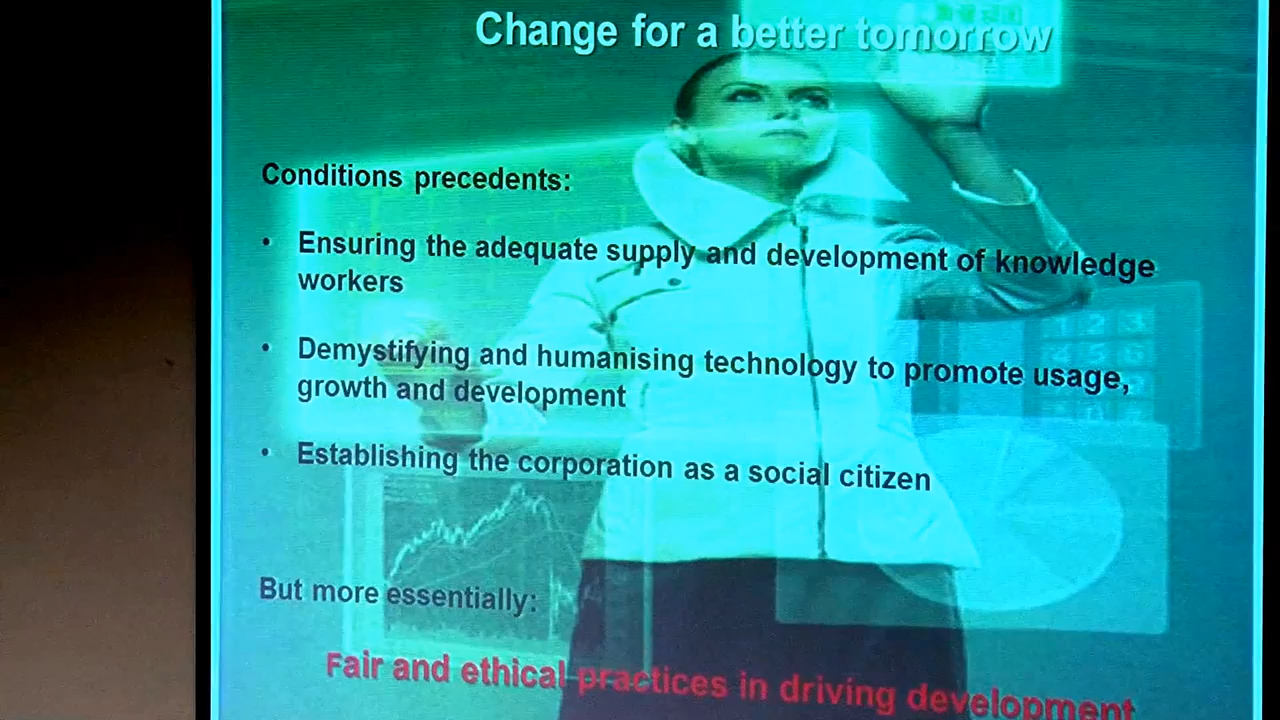 Change for a better tomorrow
Conditions precedents:
• Ensuring the adequate supply and development of knowledge
workers
• Demystifying and humanising technology to promote usage,
growth and development
• Establishing the corporation as a social citizen
But more essentially:
Fair and ethical practices in driving development